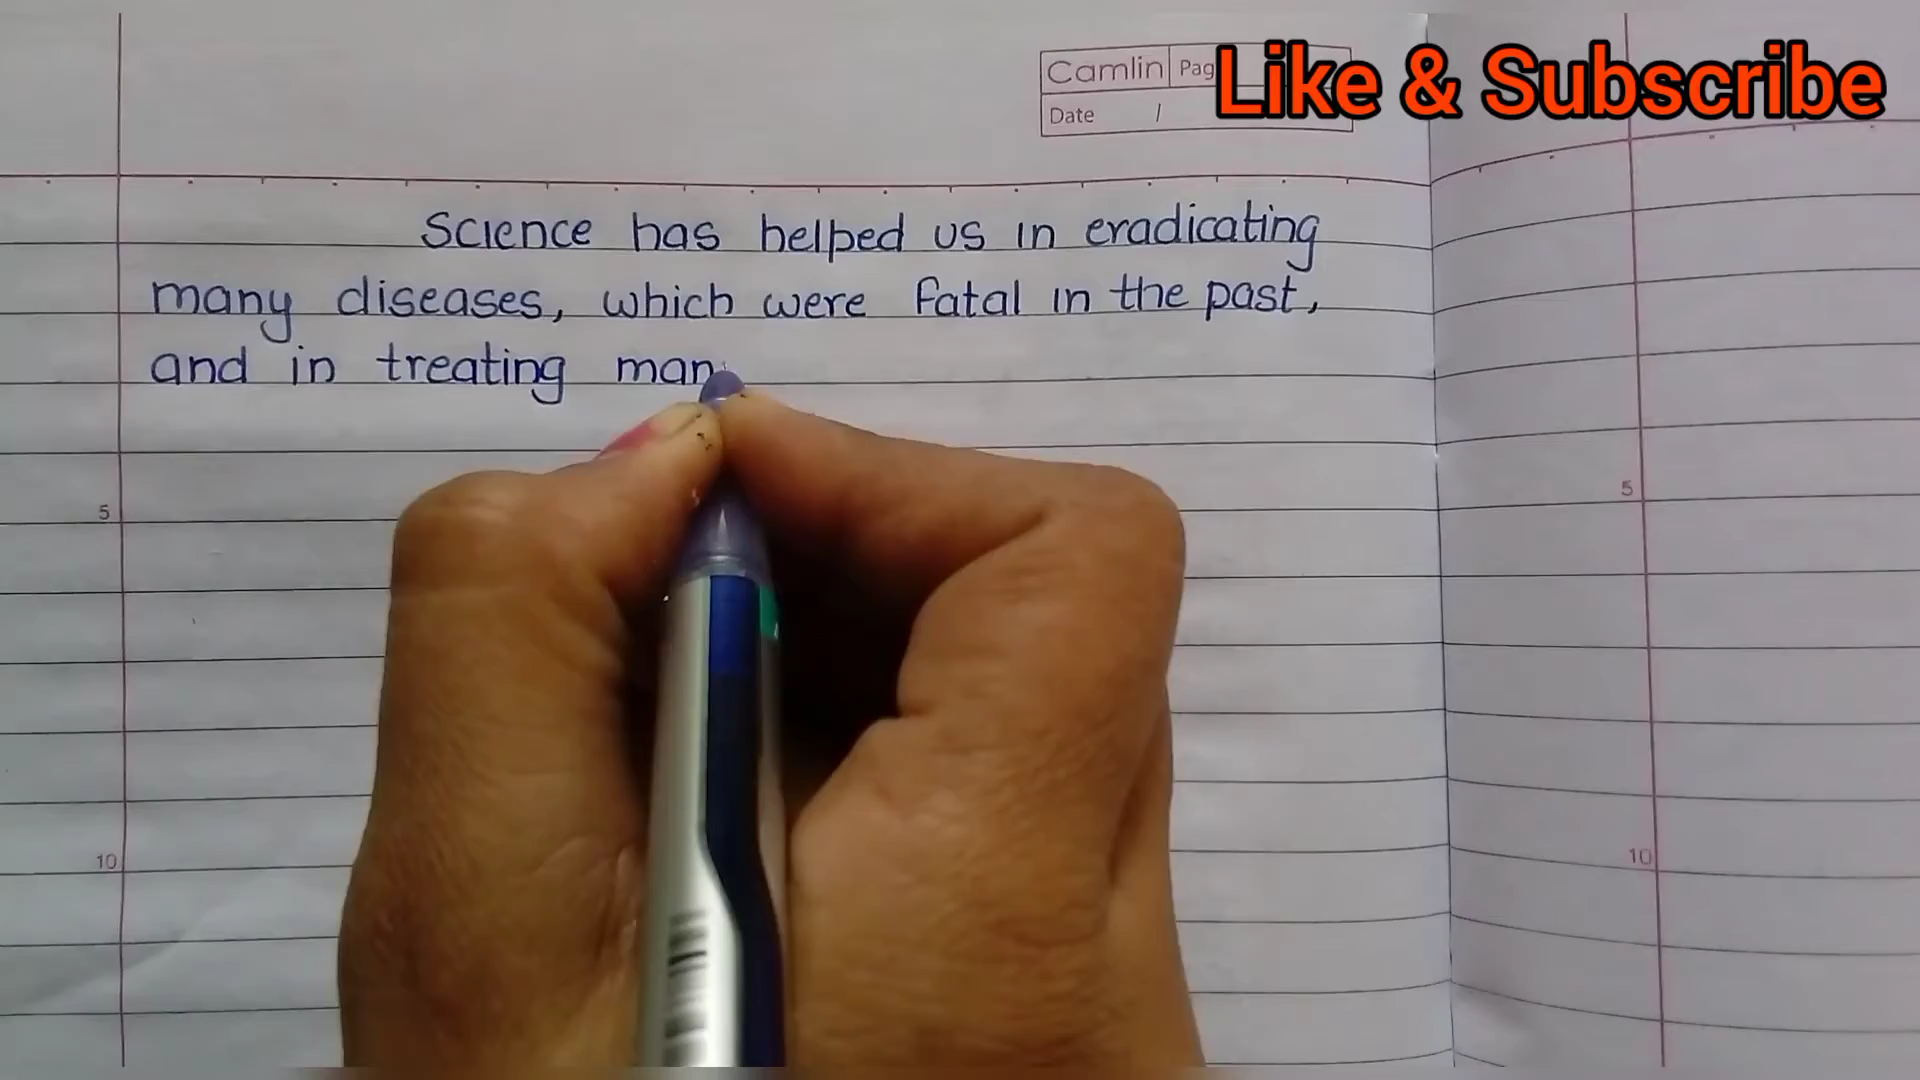 Camlin Pag
Like & Subscribe
Date /
Science has helped us in eradicating
many diseases, which were fatal in the past,
and in treating man
5
5
10
10